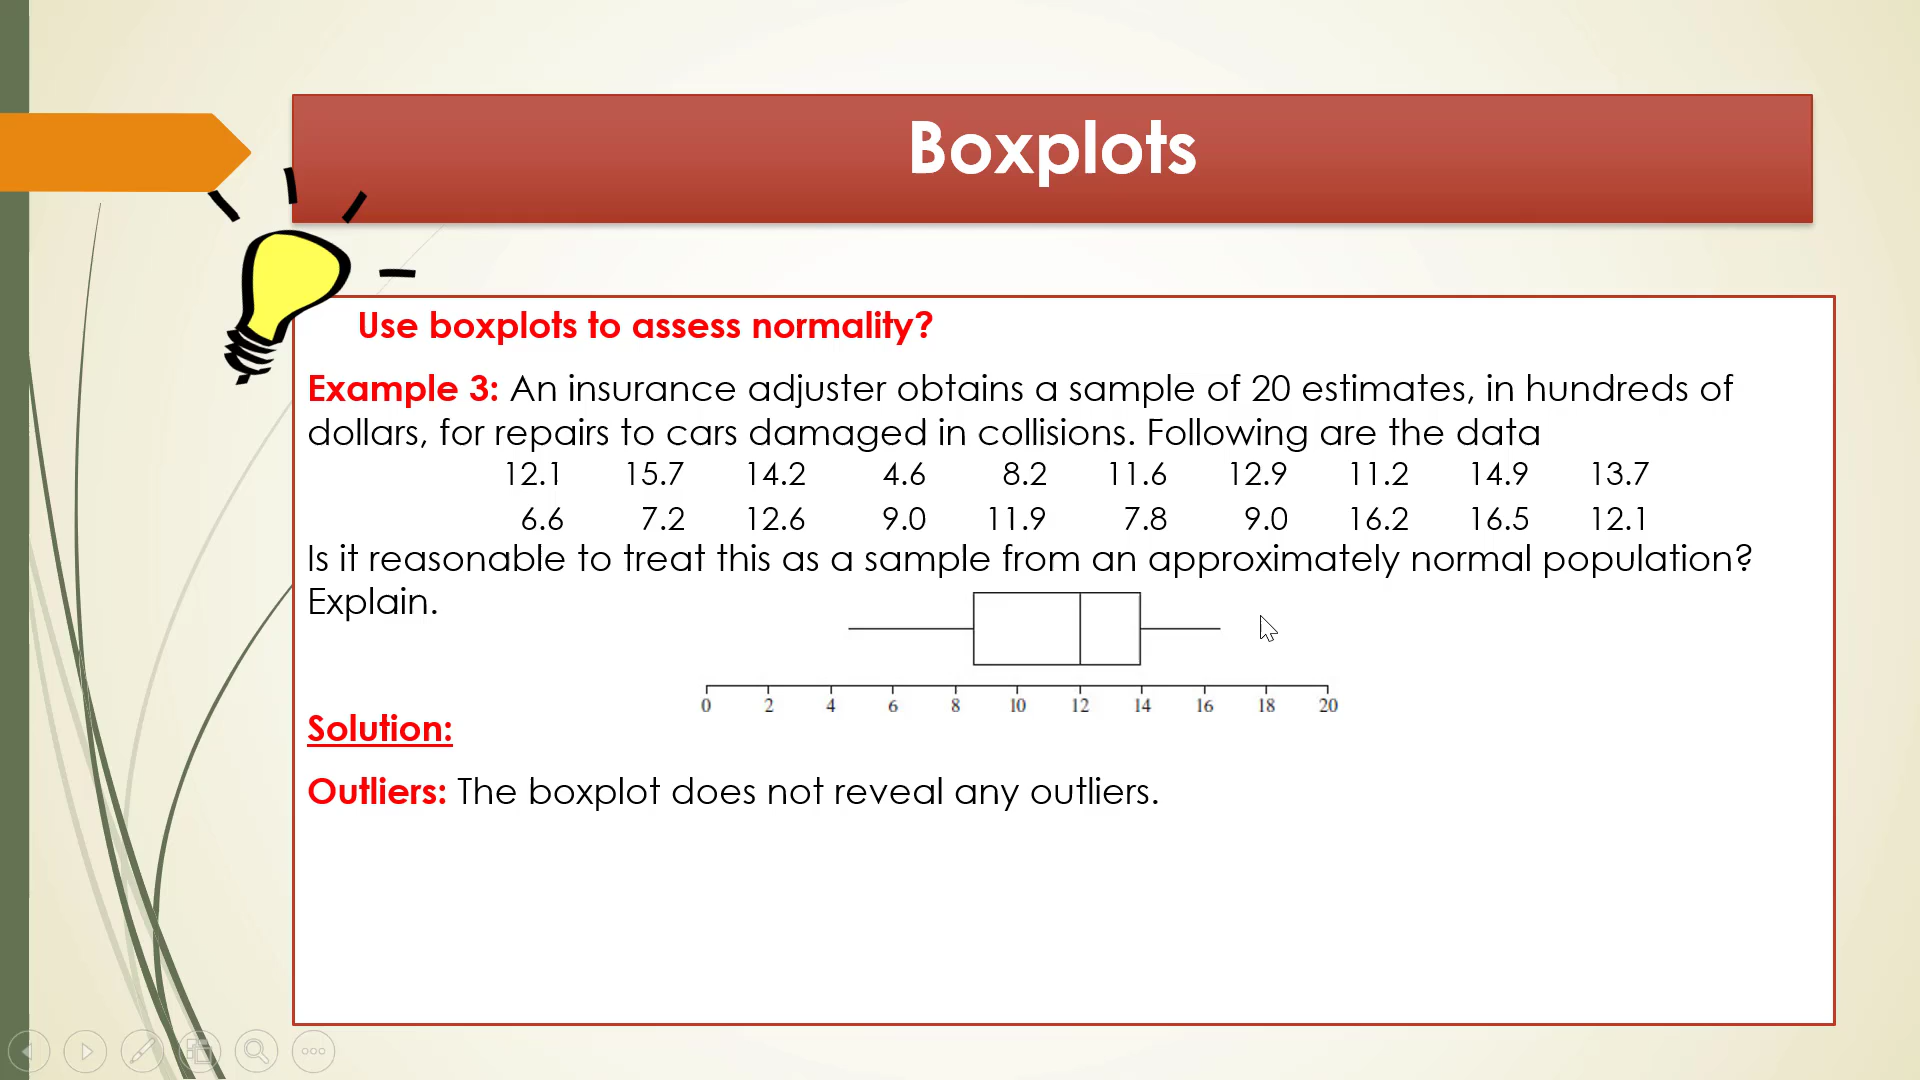 Boxplots
Use boxplots to assess normality?
Example 3: An insurance adjuster obtains a sample of 20 estimates, in hundreds of
dollars, for repairs to cars damaged in collisions. Following are the data
12.1 15.7 14.2 4.6 8.2 11.6 12.9 11.2 14.9 13.7
6.6 7.2 12.6 9.0 11.9 7.8 9.0 16.2 16.5 12.1
Is it reasonable to treat this as a sample from an approximately normal population?
Explain.
0 2 4 6 8 10 12 14 16 18 20
Solution:
Outliers: The boxplot does not reveal any outliers.